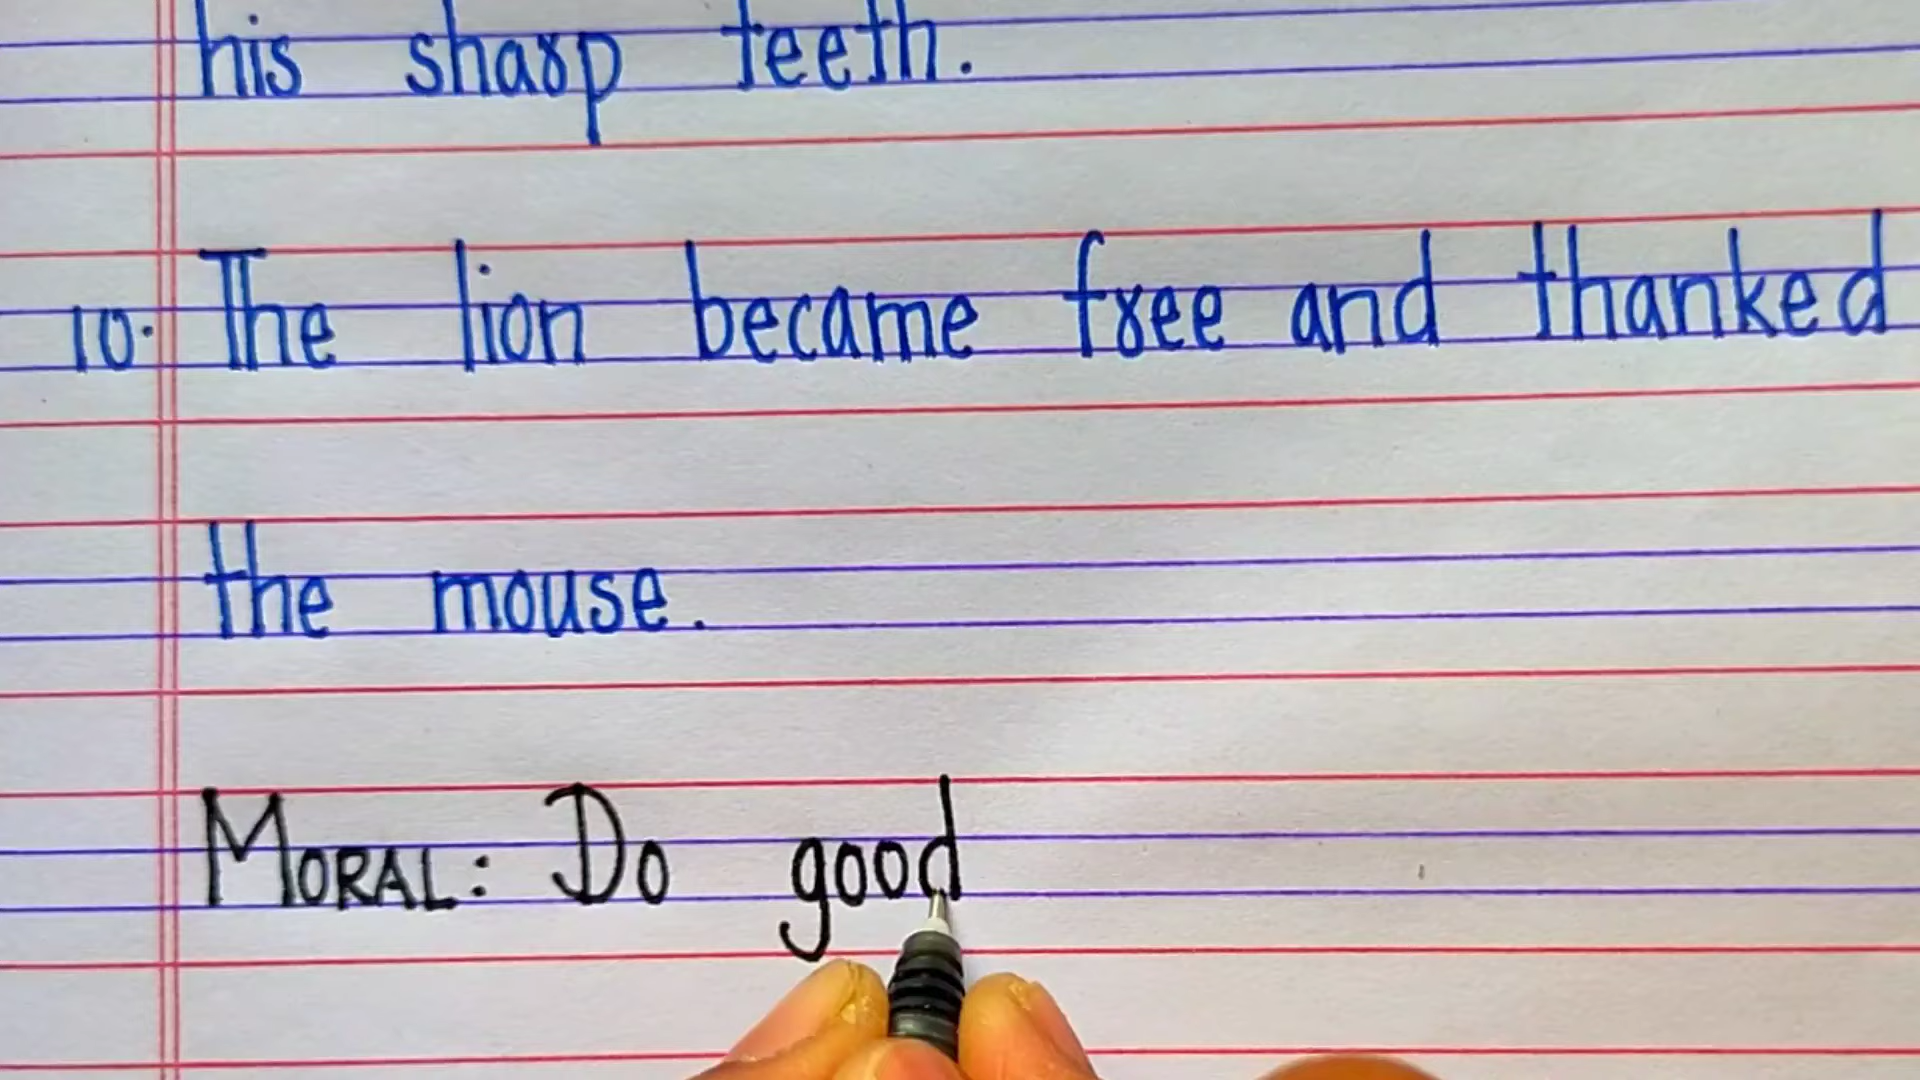 his sharp teeth.
10. The lion became free and thanked
the mouse.
MORAL: Do good